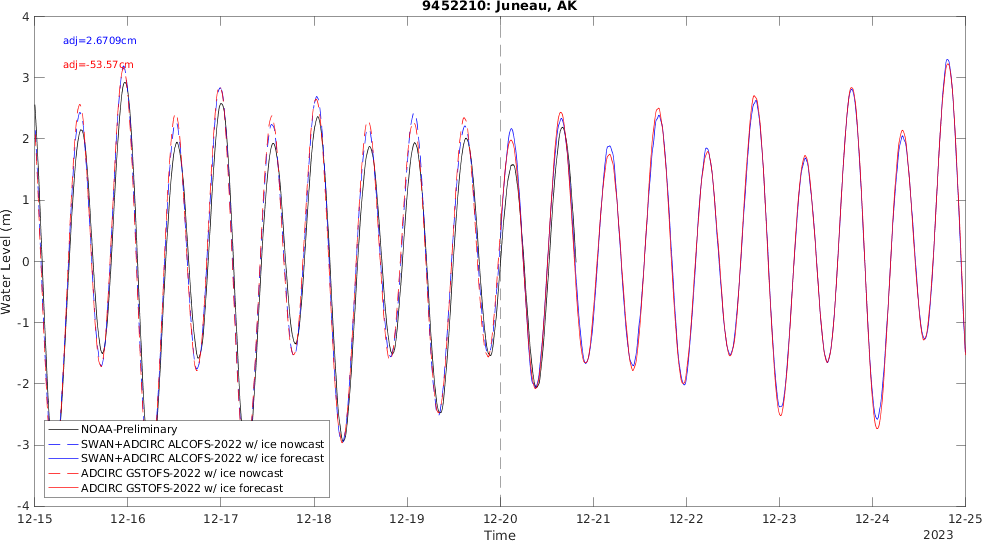 9452210: Juneau, AK
adj=2.6709cm
adj=-53.57cm
Water Level (m)
4
3
2
1
0
-1
-2
-3
-4
NOAA-Preliminary
SWAN+ADCIRC ALCOFS-2022 w/ ice nowcast
SWAN+ADCIRC ALCOFS-2022 w/ ice forecast
ADCIRC GSTOFS-2022 w/ ice nowcast
ADCIRC GSTOFS-2022 w/ ice forecast
12-15 12-16 12-17 12-18 12-19 12-20 12-21 12-22 12-23 12-24 12-25
Time
2023